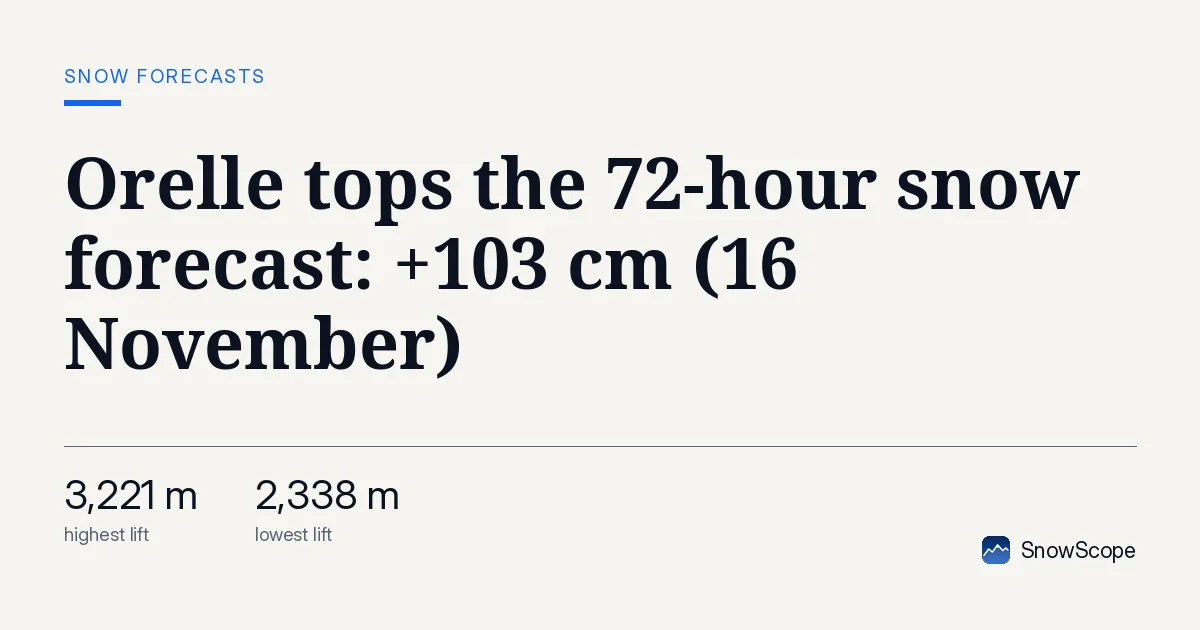 SNOW FORECASTS
Orelle tops the 72-hour snow
forecast: +103 cm (16
November)
3,221 m
highest lift
2,338 m
lowest lift
SnowScope